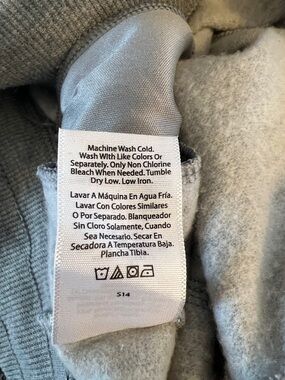 Machine Wash Cold.
Wash With Like Colors Or
Separately. Only Non Chlorine
Bleach When Needed. Tumble
Dry Low. Low Iron.
Lavar A Máquina En Agua Fría.
Lavar Con Colores Similares
O Por Separado. Blanqueador
Sin Cloro Solamente, Cuando
Sea Necesario. Secar En
Secadora A Temperatura Baja.
Plancha Tibia.
S14